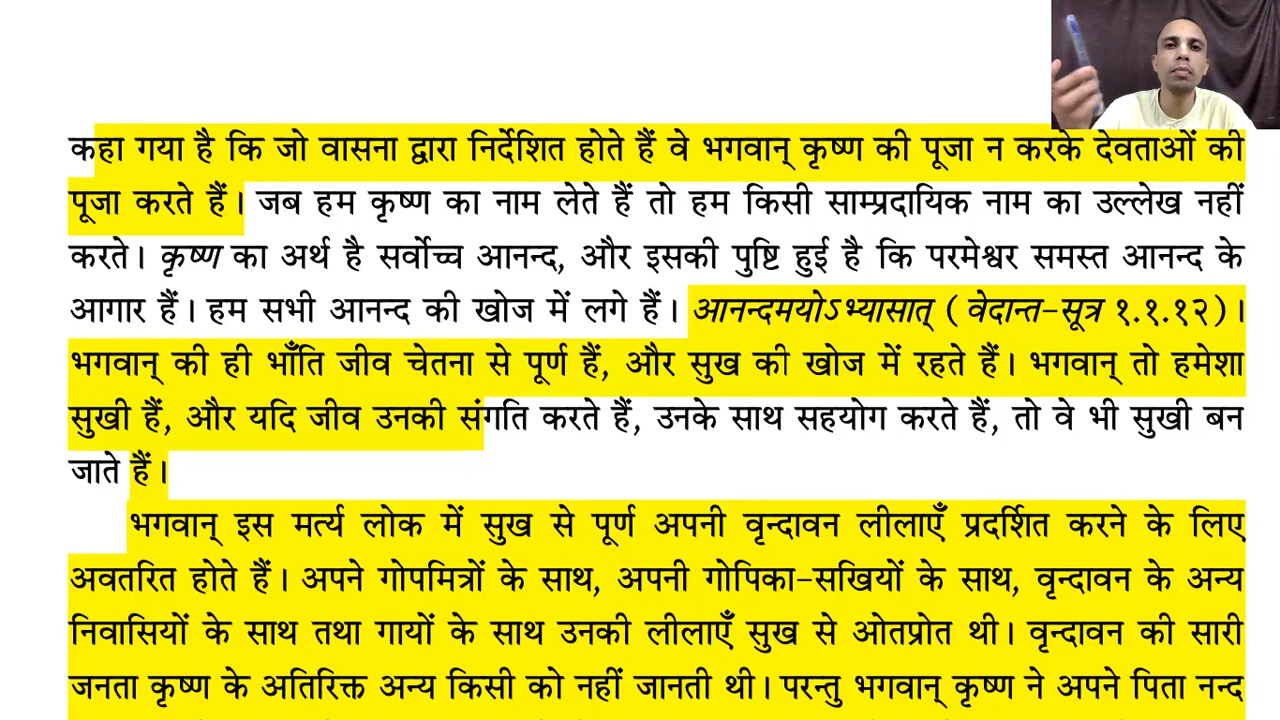 कहा गया है कि जो वासना द्वारा निर्देशित होते हैं वे भगवान् कृष्ण की पूजा न करके देवताओं की
पूजा करते हैं। जब हम कृष्ण का नाम लेते हैं तो हम किसी साम्प्रदायिक नाम का उल्लेख नहीं
करते। कृष्ण का अर्थ है सर्वोच्च आनन्द, और इसकी पुष्टि हुई है कि परमेश्वर समस्त आनन्द के
आगार हैं। हम सभी आनन्द की खोज में लगे हैं। आनन्दमयोऽभ्यासात् (वेदान्त-सूत्र १.१.१२)।
भगवान् की ही भाँति जीव चेतना से पूर्ण हैं, और सुख की खोज में रहते हैं। भगवान् तो हमेशा
सुखी हैं, और यदि जीव उनकी संगति करते हैं, उनके साथ सहयोग करते हैं, तो वे भी सुखी बन
जाते हैं।
भगवान् इस मर्त्य लोक में सुख से पूर्ण अपनी वृन्दावन लीलाएँ प्रदर्शित करने के लिए
अवतरित होते हैं। अपने गोपमित्रों के साथ, अपनी गोपिका-सखियों के साथ, वृन्दावन के अन्य
निवासियों के साथ तथा गायों के साथ उनकी लीलाएँ सुख से ओतप्रोत थी। वृन्दावन की सारी
जनता कृष्ण के अतिरिक्त अन्य किसी को नहीं जानती थी। परन्तु भगवान् कृष्ण ने अपने पिता नन्द